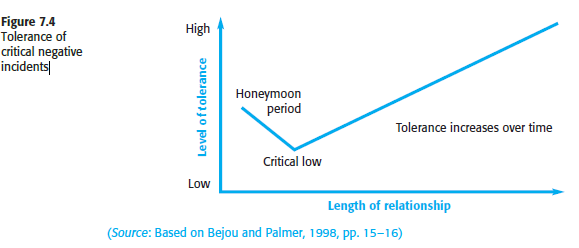 Figure 7.4
Tolerance of
critical negative
incidents
High
Level of tolerance
Honeymoon
period
Tolerance increases over time
Critical low
Low
Length of relationship
(Source: Based on Bejou and Palmer, 1998, pp. 15–16)